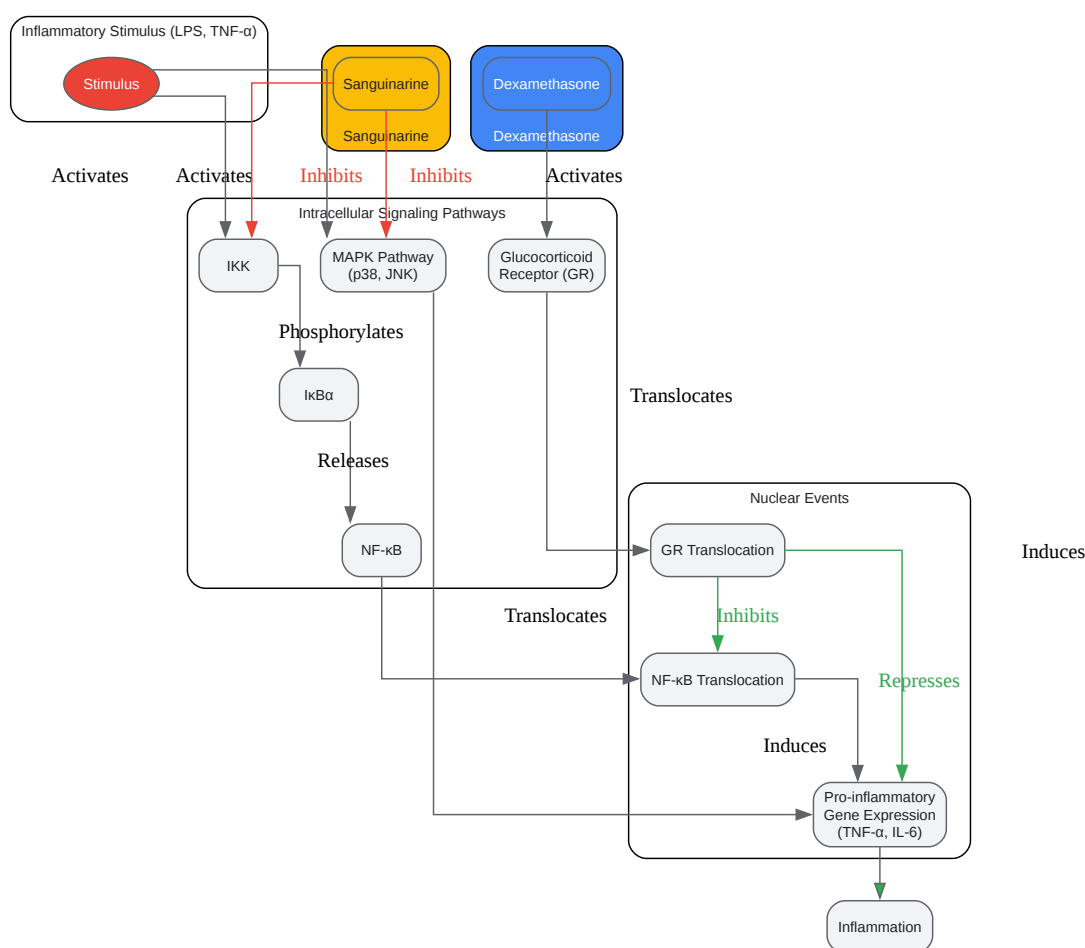 Inflammatory Stimulus (LPS, TNF-α)
Stimulus
Sanguinarine
Sanguinarine
Dexamethasone
Dexamethasone
Activates
Activates
Inhibits
Inhibits
Activates
Intracellular Signaling Pathways
IKK
MAPK Pathway
(p38, JNK)
Glucocorticoid
Receptor (GR)
Phosphorylates
IκBα
Translocates
Releases
Nuclear Events
NF-κB
GR Translocation
Induces
Translocates
Inhibits
NF-κB Translocation
Represses
Induces
Pro-inflammatory
Gene Expression
(TNF-α, IL-6)
Inflammation